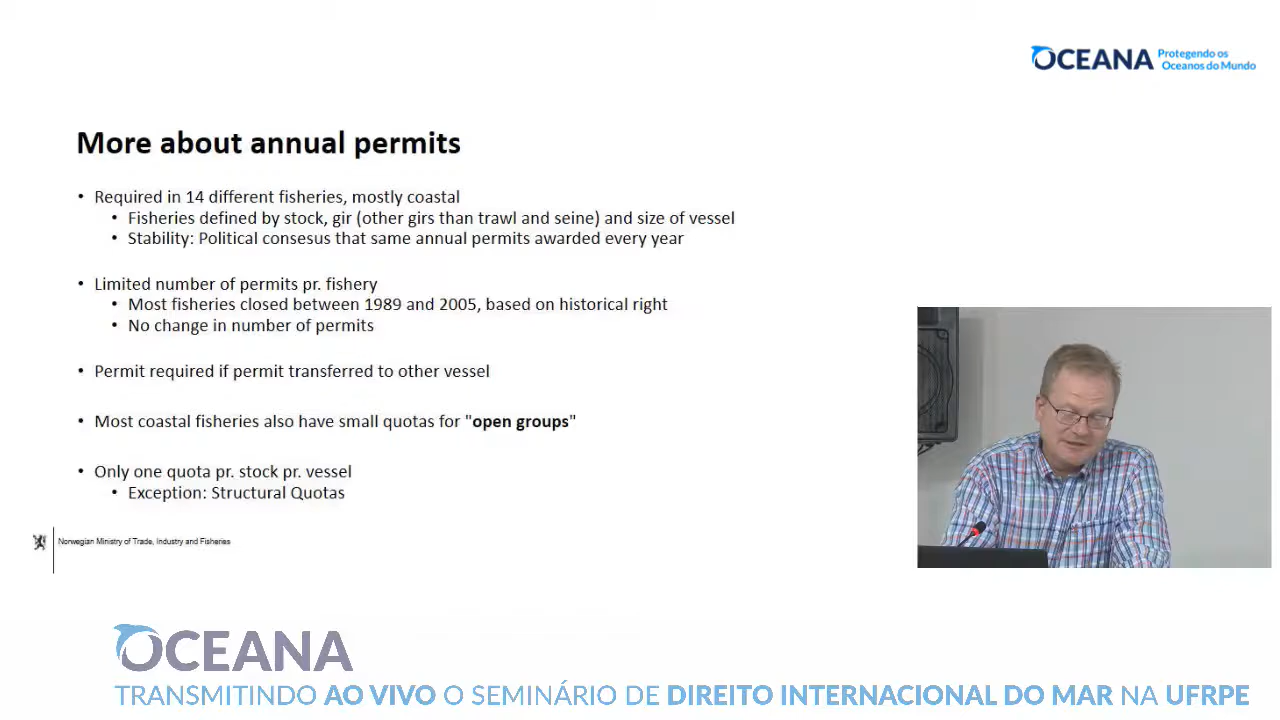 OCEANA Protegendo os
Oceanos do Mundo
More about annual permits
• Required in 14 different fisheries, mostly coastal
• Fisheries defined by stock, gir (other girs than trawl and seine) and size of vessel
• Stability: Political consesus that same annual permits awarded every year
• Limited number of permits pr. fishery
• Most fisheries closed between 1989 and 2005, based on historical right
• No change in number of permits
• Permit required if permit transferred to other vessel
• Most coastal fisheries also have small quotas for "open groups"
• Only one quota pr. stock pr. vessel
• Exception: Structural Quotas
Norwegian Ministry of Trade, Industry and Fisheries
OCEANA
TRANSMITINDO AO VIVO O SEMINÁRIO DE DIREITO INTERNACIONAL DO MAR NA UFRPE